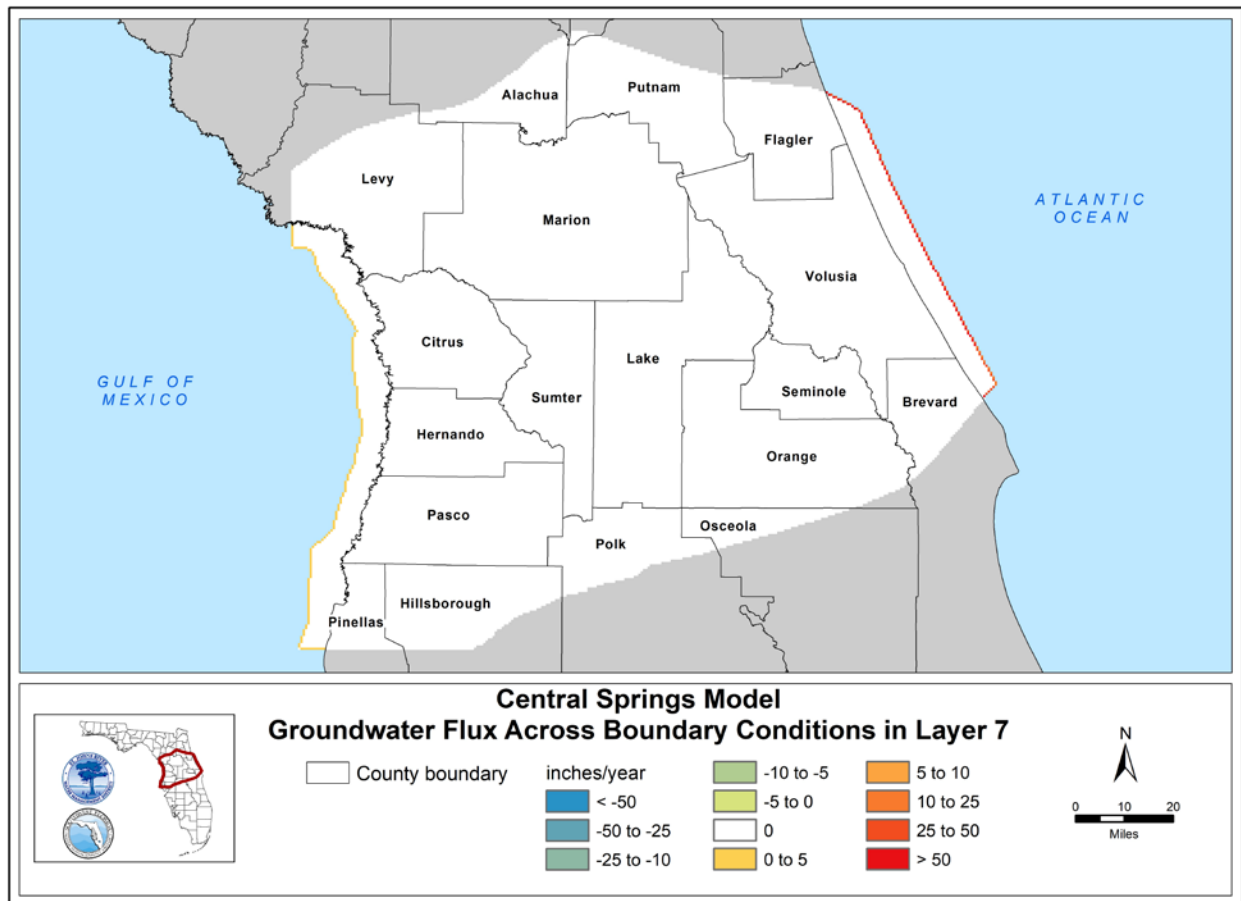 Alachua
Putnam
Flagler
Levy
Marion
ATLANTIC
OCEAN
Volusia
Citrus
Lake
GULF OF
MEXICO
Sumter
Seminole
Brevard
Hernando
Orange
Pasco
Osceola
Polk
Hillsborough
Pinellas
Central Springs Model
Groundwater Flux Across Boundary Conditions in Layer 7
County boundary
inches/year
< -50
-50 to -25
-25 to -10
-10 to -5
-5 to 0
0
0 to 5
5 to 10
10 to 25
25 to 50
> 50
N
0 10 20
Miles